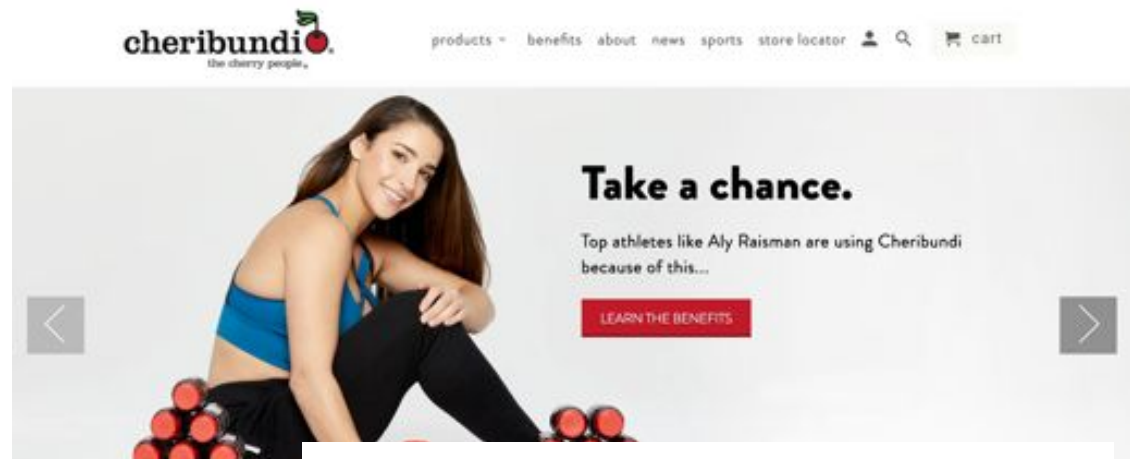 cheribundi
the cherry people.
products benefits about news sports store locator cart
Take a chance.
Top athletes like Aly Raisman are using Cheribundi
because of this...
LEARN THE BENEFITS